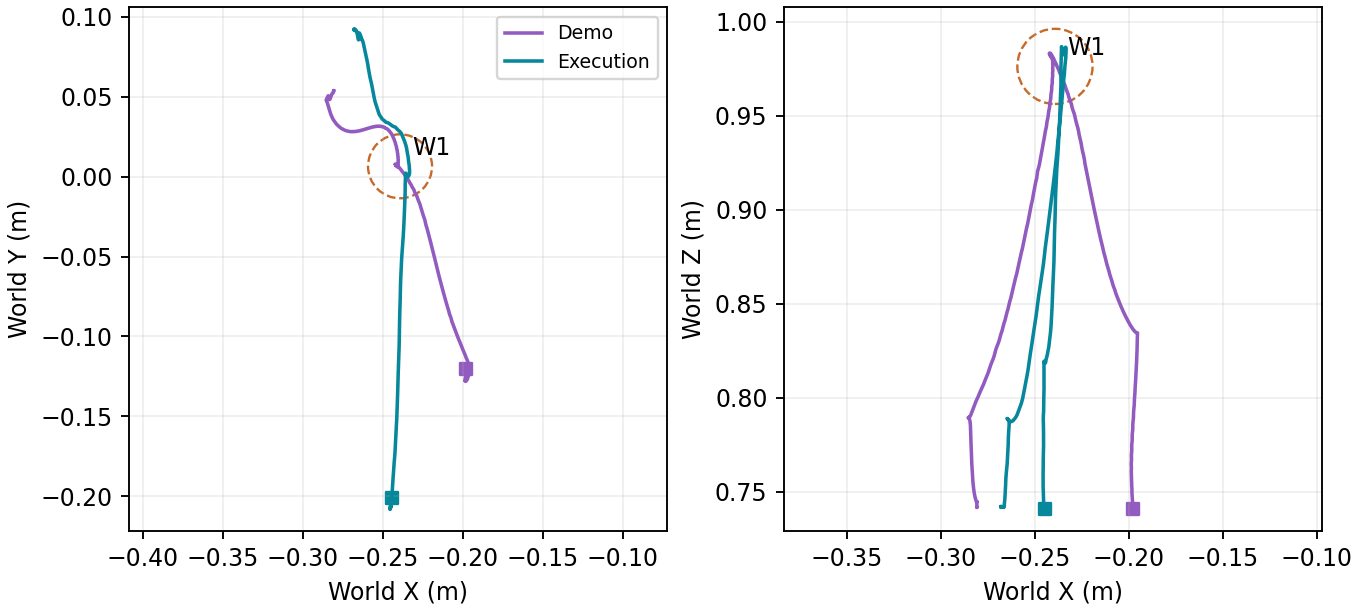 0.10
0.05
0.00
−0.05
−0.10
−0.15
−0.20
World Y (m)
−0.40 −0.35 −0.30 −0.25 −0.20 −0.15 −0.10
World X (m)
Demo
Execution
W1
1.00
0.95
0.90
0.85
0.80
0.75
World Z (m)
−0.35 −0.30 −0.25 −0.20 −0.15 −0.10
World X (m)
W1